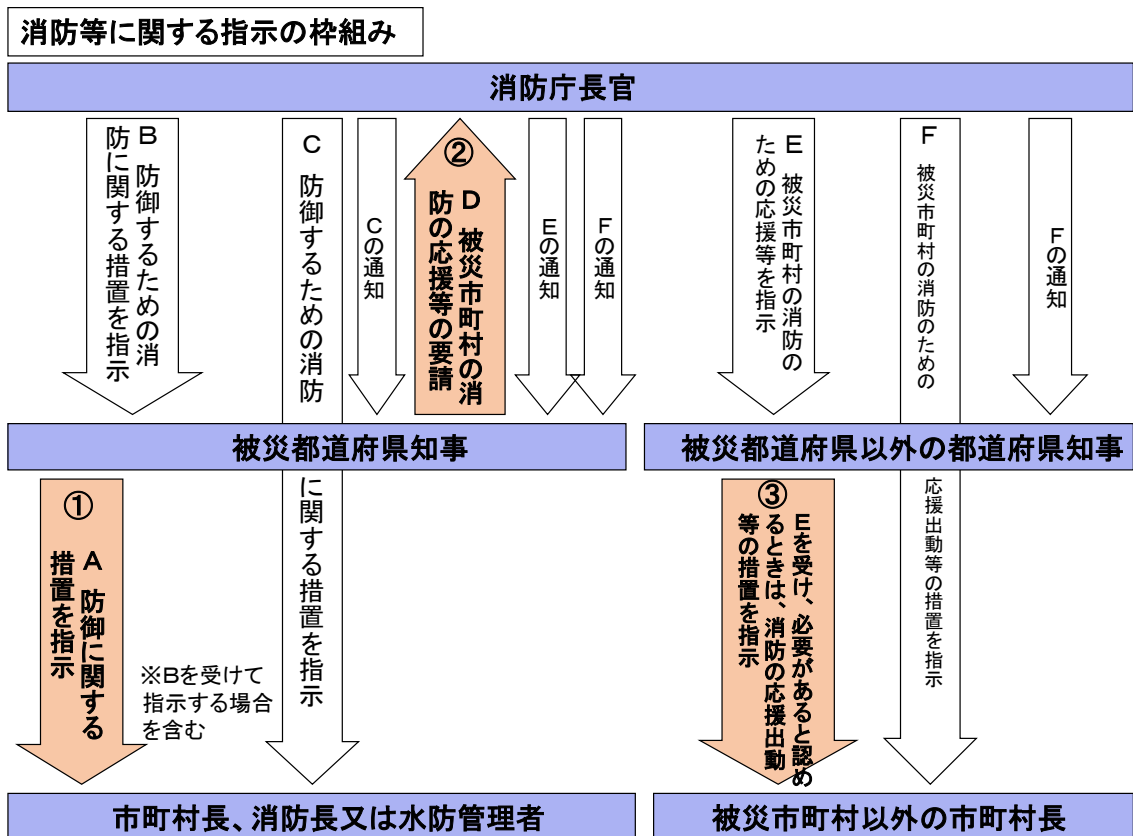 消防等に関する指示の枠組み
消防庁長官
B 防御するための消
防に関する措置を指示
C 防御するための消防
Cの通知
②
D 被災市町村の消
防の応援等の要請
Eの通知
Fの通知
E 被災市町村の消防の
ための応援等を指示
F 被災市町村の消防のための
Fの通知
被災都道府県知事
被災都道府県以外の都道府県知事
①
A 防御に関する
措置を指示
※Bを受けて
指示する場合
を含む
に関する措置を指示
③
Eを受け、必要があると認め
るときは、消防の応援出動
等の措置を指示
応援出動等の措置を指示
市町村長、消防長又は水防管理者
被災市町村以外の市町村長